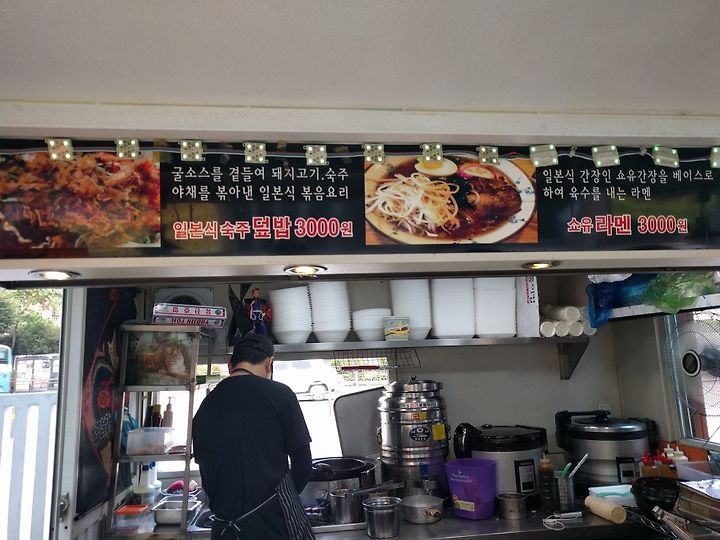 굴소스를 곁들여 돼지고기,숙주
야채를 볶아낸 일본식 볶음요리
일본식 숙주 덮밥 3000원
일본식 간장인 쇼유간장을 베이스로
하여 육수를 내는 라멘
쇼유 라멘 3000원